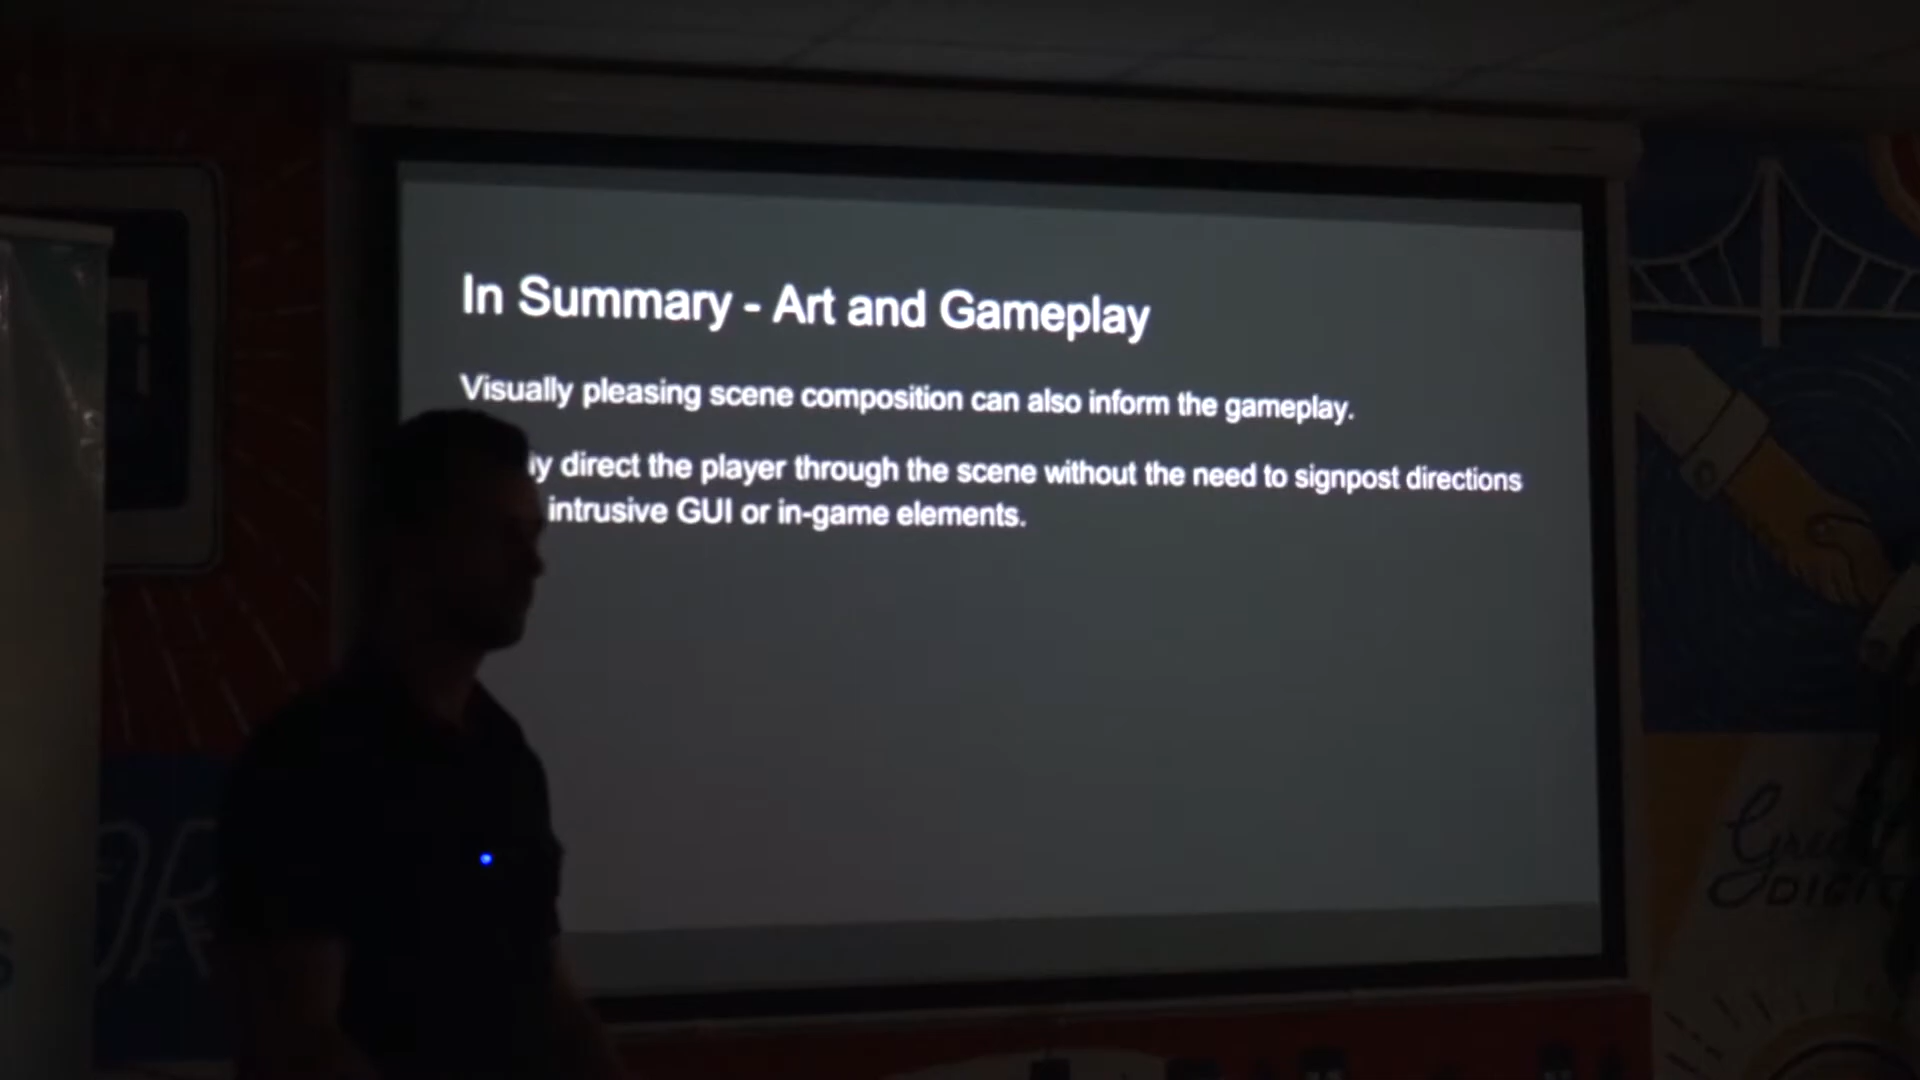 In Summary - Art and Gameplay
Visually pleasing scene composition can also inform the gameplay.
direct the player through the scene without the need to signpost directions
intrusive GUI or in-game elements.